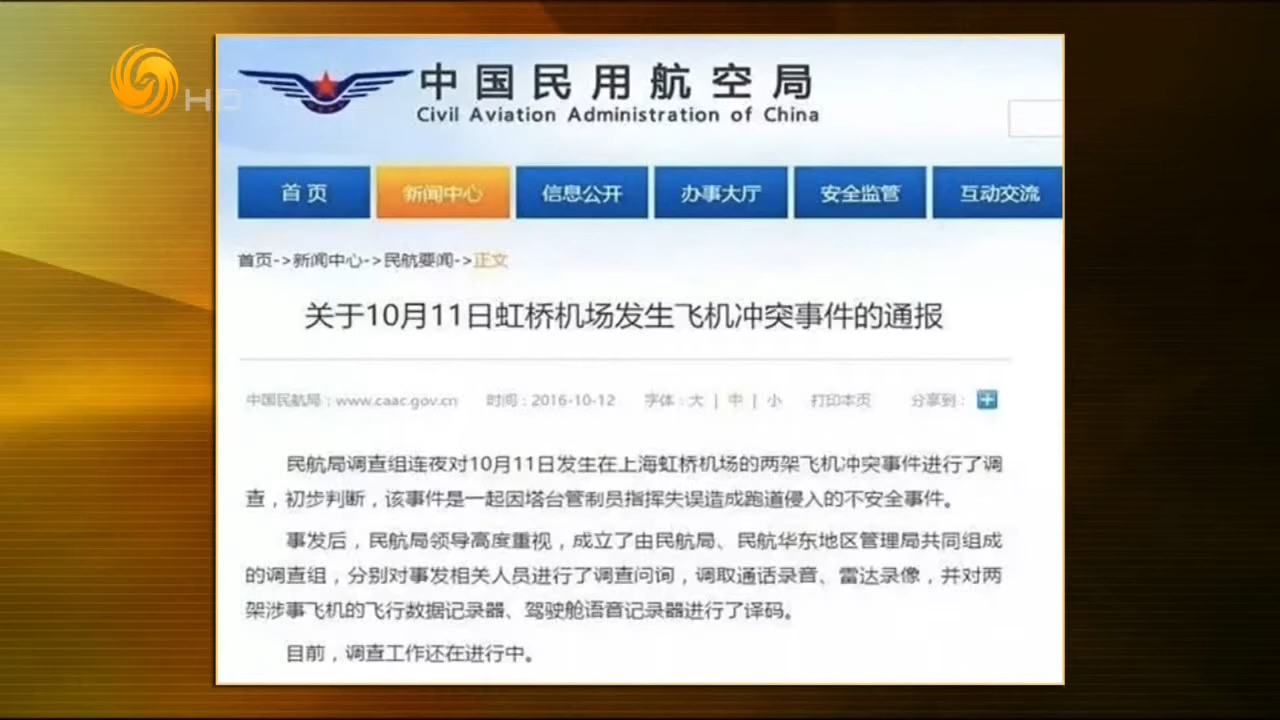 HD
中国民用航空局
Civil Aviation Administration of China
首页 新闻中心 信息公开 办事大厅 安全监管 互动交流
首页->新闻中心->民航要闻->正文
关于10月11日虹桥机场发生飞机冲突事件的通报
中国民航局：www.caac.gov.cn 时间：2016-10-12 字体：大 | 中 | 小 打印本页 分享到：
民航局调查组连夜对10月11日发生在上海虹桥机场的两架飞机冲突事件进行了调
查，初步判断，该事件是一起因塔台管制员指挥失误造成跑道侵入的不安全事件。
事发后，民航局领导高度重视，成立了由民航局、民航华东地区管理局共同组成
的调查组，分别对事发相关人员进行了调查问询，调取通话录音、雷达录像，并对两
架涉事飞机的飞行数据记录器、驾驶舱语音记录器进行了译码。
目前，调查工作还在进行中。